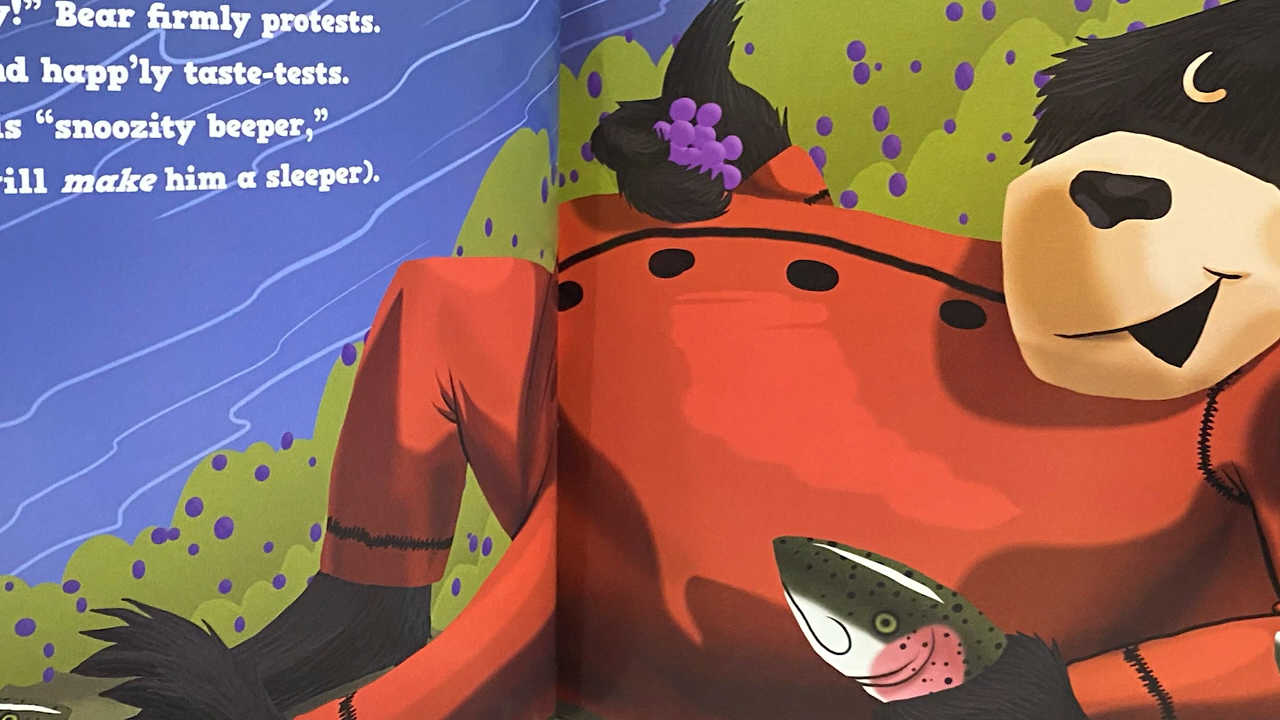 y!” Bear firmly protests.
nd happ’ly taste-tests.
is “snoozity beeper,”
ill make him a sleeper).